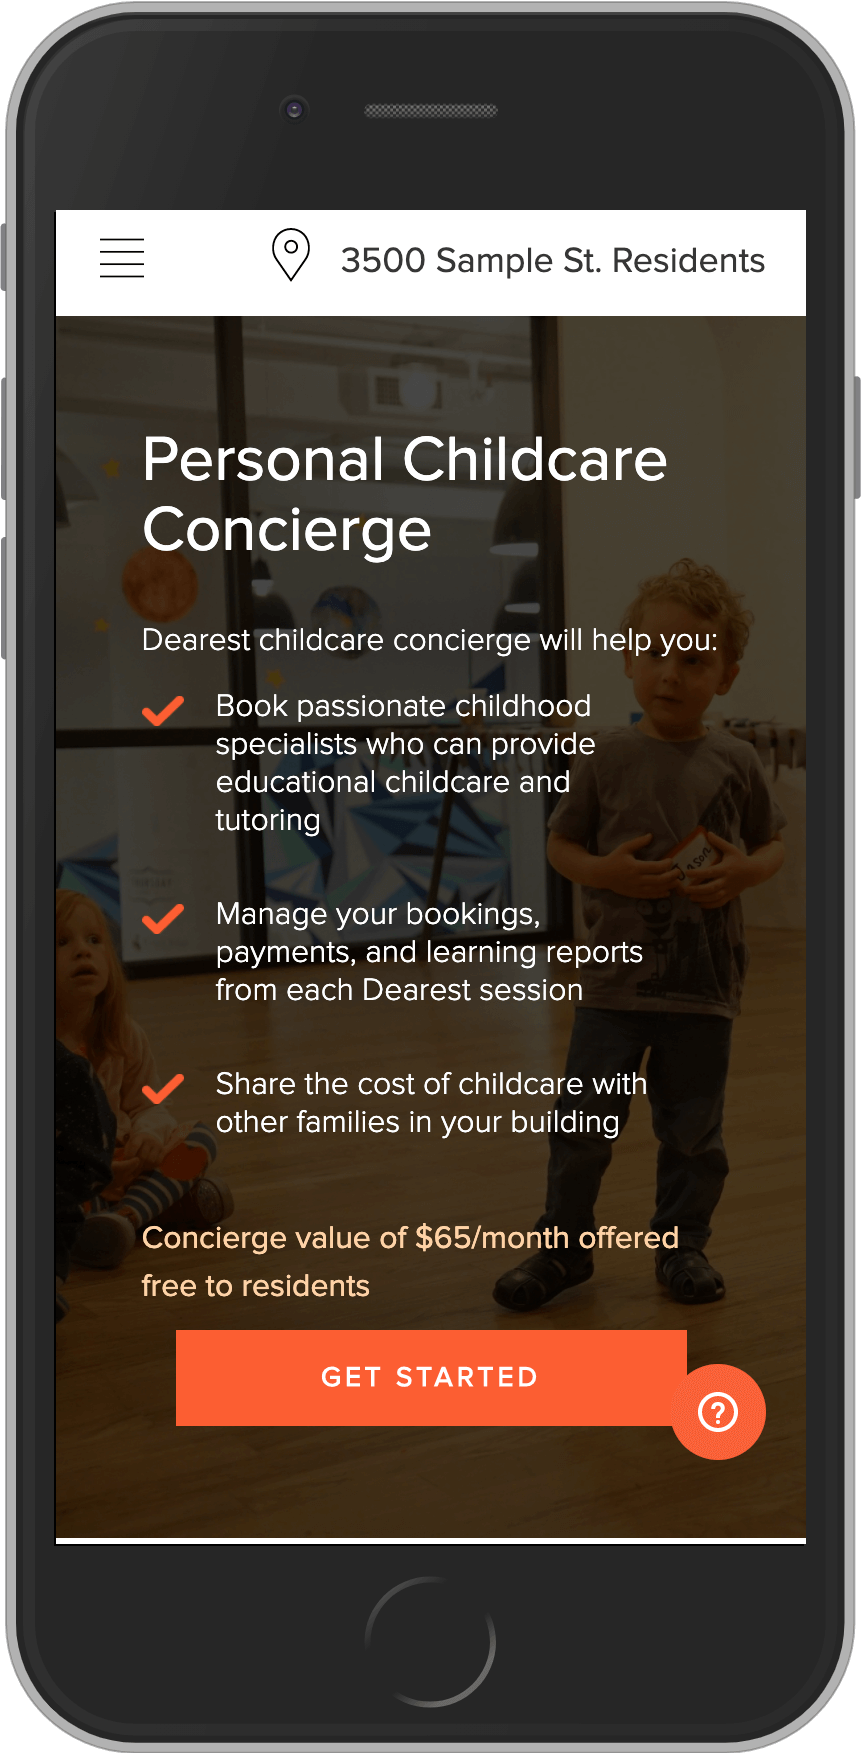 3500 Sample St. Residents
Personal Childcare
Concierge
Dearest childcare concierge will help you:
Book passionate childhood
specialists who can provide
educational childcare and
tutoring
Jason
Manage your bookings,
payments, and learning reports
from each Dearest session
Share the cost of childcare with
other families in your building
Concierge value of $65/month offered
free to residents
GET STARTED
?